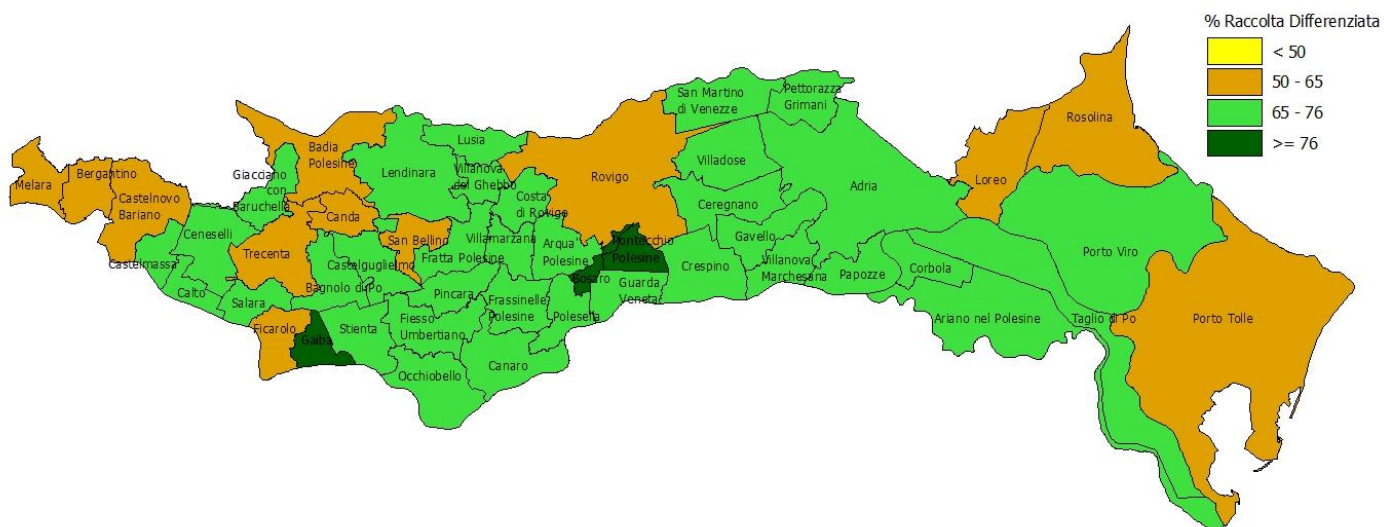 % Raccolta Differenziata
< 50
50 - 65
65 - 76
>= 76
San Martino
di Venezze
Pettorazza
Grimani
Rosolina
Badia
Polesine
Lusia
Lendinara
Villanova
del Ghebbo
Rovigo
Villadose
Adria
Loreo
Melara
Bergantino
Castelnovo
Bariano
Giacciano
con
Baruchella
Canda
Costa
di Rovigo
Ceregnano
Ceneselli
Trecenta
San Bellino
Fratta Polesine
Villamarzana
Arqua'
Polesine
Pontecchio
Polesine
Gavello
Villanova
Marchesana
Porto Viro
Castelmassa
Castelguglielmo
Bosaro
Crespino
Papozze
Corbola
Calto
Salara
Bagnolo di Po
Pincara
Frassinelle
Polesine
Polesella
Guarda
Veneta
Ariano nel Polesine
Taglio di Po
Porto Tolle
Ficarolo
Gaiba
Stienta
Fiesso
Umbertiano
Occhiobello
Canaro